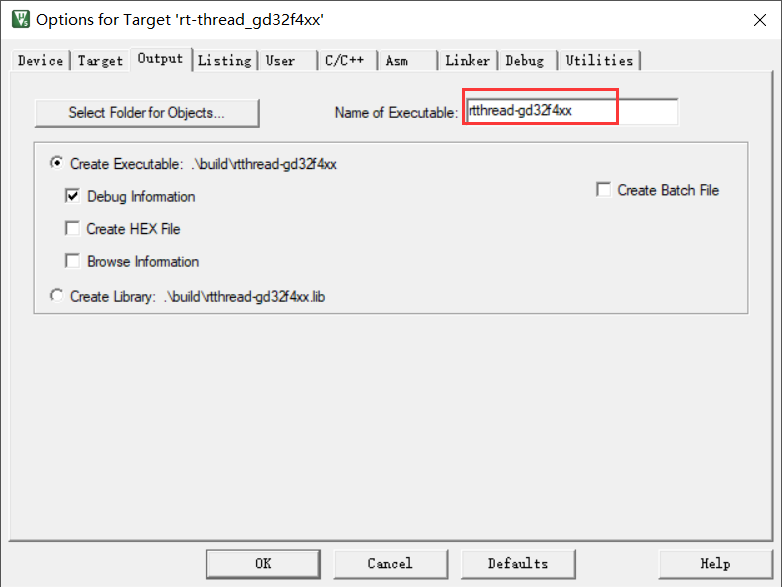 Options for Target 'rt-thread_gd32f4xx'
Device Target Output Listing User C/C++ Asm Linker Debug Utilities
Select Folder for Objects... Name of Executable: rtthread-gd32f4xx
Create Executable: .\build\rtthread-gd32f4xx
Debug Information Create Batch File
Create HEX File
Browse Information
Create Library: .\build\rtthread-gd32f4xx.lib
OK Cancel Defaults Help